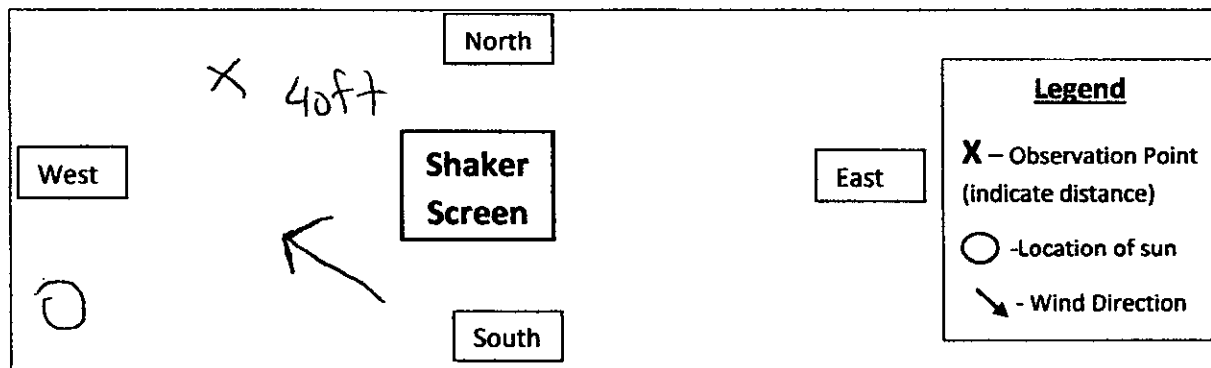 North
X 40ft
Legend
West
Shaker
Screen
East
X – Observation Point
(indicate distance)
-Location of sun
- Wind Direction
South